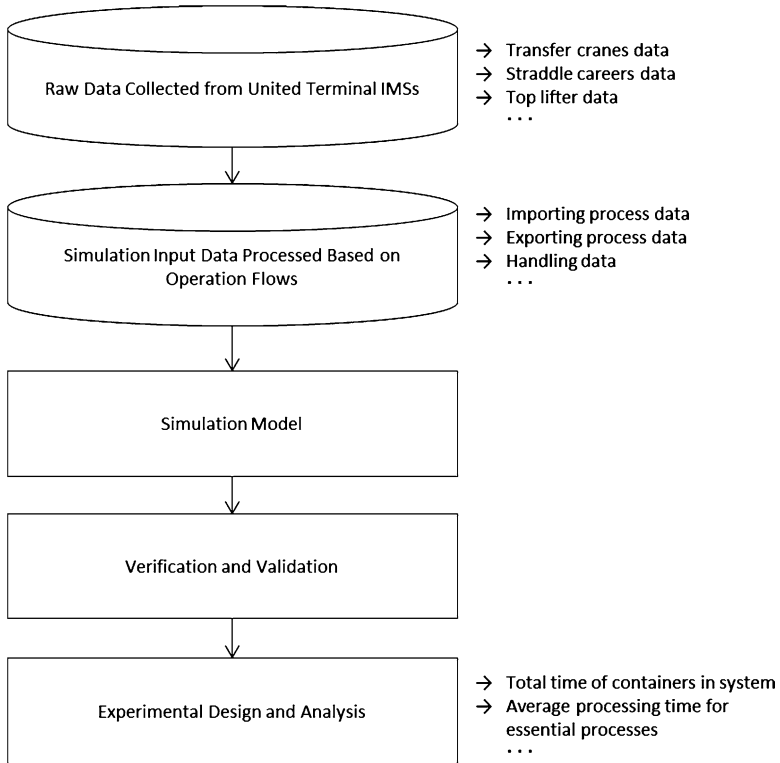 Raw Data Collected from United Terminal IMSs
→ Transfer cranes data
→ Straddle careers data
→ Top lifter data
...
Simulation Input Data Processed Based on
Operation Flows
→ Importing process data
→ Exporting process data
→ Handling data
...
Simulation Model
Verification and Validation
Experimental Design and Analysis
→ Total time of containers in system
→ Average processing time for
essential processes
...